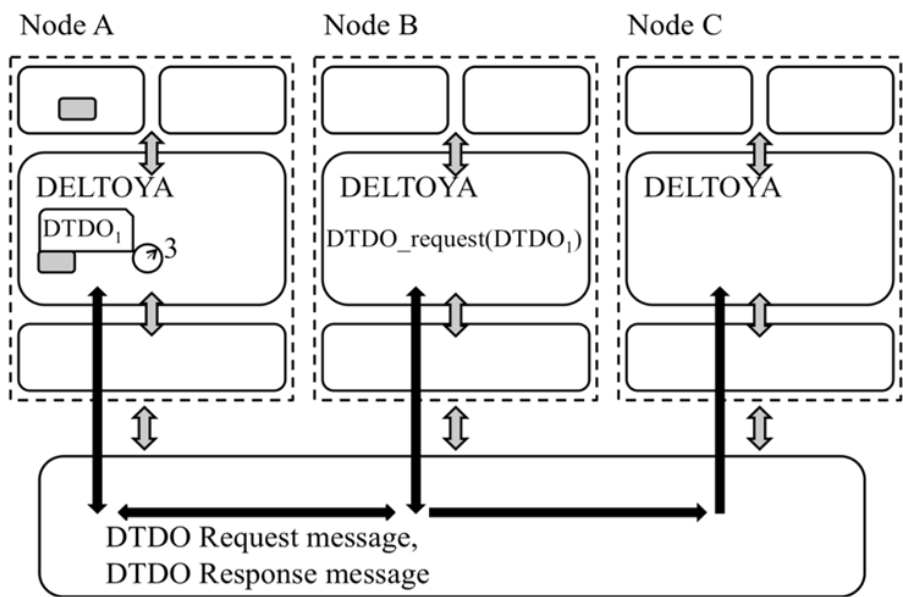 Node A
Node B
Node C
DELTOYA
DTDO₁
3
DELTOYA
DTDO_request(DTDO₁)
DELTOYA
DTDO Request message,
DTDO Response message